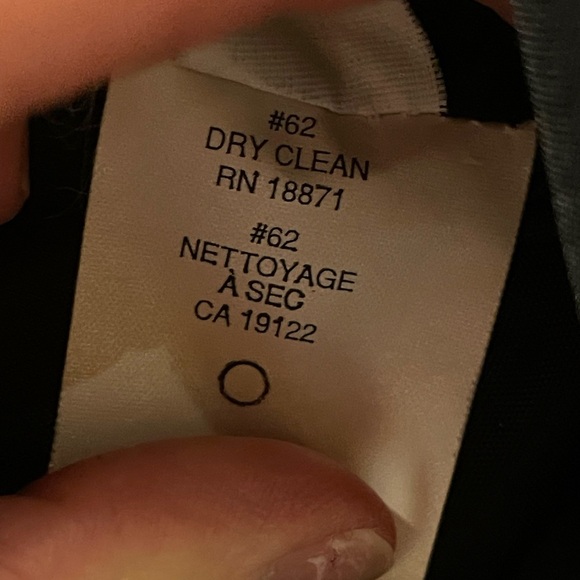 #62
DRY CLEAN
RN 18871
#62
NETTOYAGE
À SEC
CA 19122